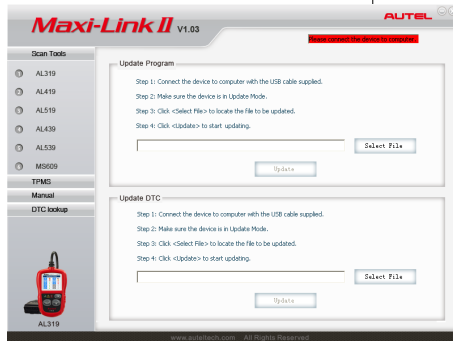 Maxi-Link II V1.03
AUTEL
Please connect the device to computer
Scan Tools
AL319
AL419
AL519
AL439
AL539
MS609
TPMS
Manual
DTC lookup
AL319
Update Program
Step 1: Connect the device to computer with the USB cable supplied.
Step 2: Make sure the device is in Update Mode.
Step 3: Click <Select File> to locate the file to be updated.
Step 4: Click <Update> to start updating.
Select File
Update
Update DTC
Step 1: Connect the device to computer with the USB cable supplied.
Step 2: Make sure the device is in Update Mode.
Step 3: Click <Select File> to locate the file to be updated.
Step 4: Click <Update> to start updating.
Select File
Update
www.auteltech.com All Rights Reserved